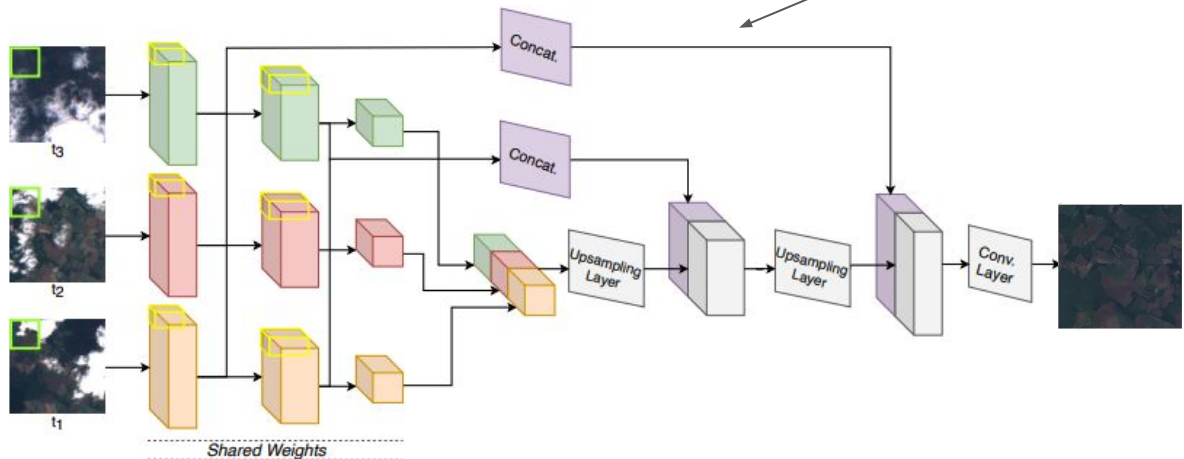 Concat.
t3
Concat.
t2
Upsampling
Layer
Upsampling
Layer
Conv.
Layer
t1
Shared Weights